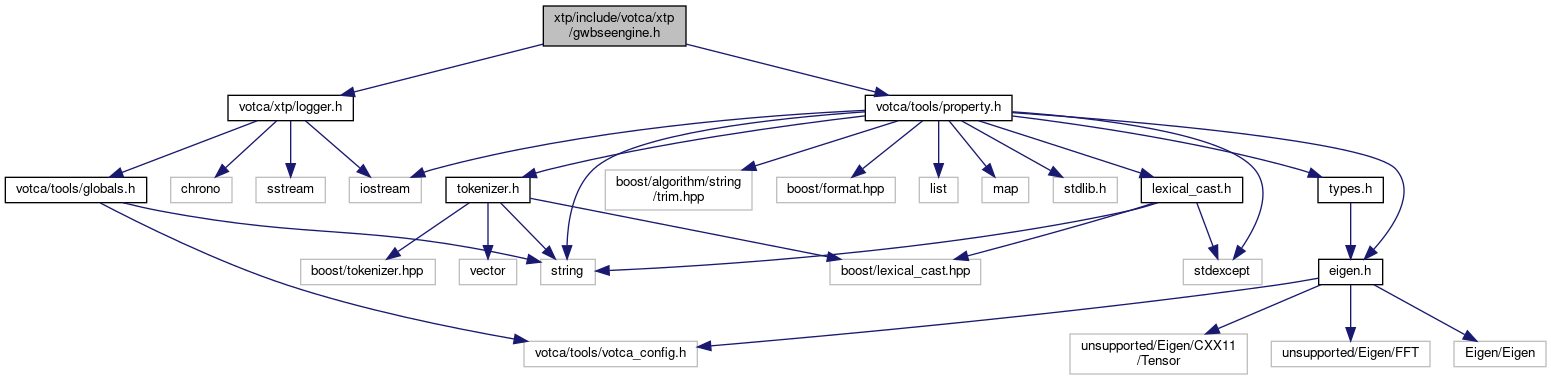 xtp/include/votca/xtp
/gwbseengine.h
votca/xtp/logger.h
votca/tools/property.h
votca/tools/globals.h
chrono
sstream
iostream
tokenizer.h
boost/algorithm/string
/trim.hpp
boost/format.hpp
list
map
stdlib.h
lexical_cast.h
types.h
boost/tokenizer.hpp
vector
string
boost/lexical_cast.hpp
stdexcept
eigen.h
votca/tools/votca_config.h
unsupported/Eigen/CXX11
/Tensor
unsupported/Eigen/FFT
Eigen/Eigen